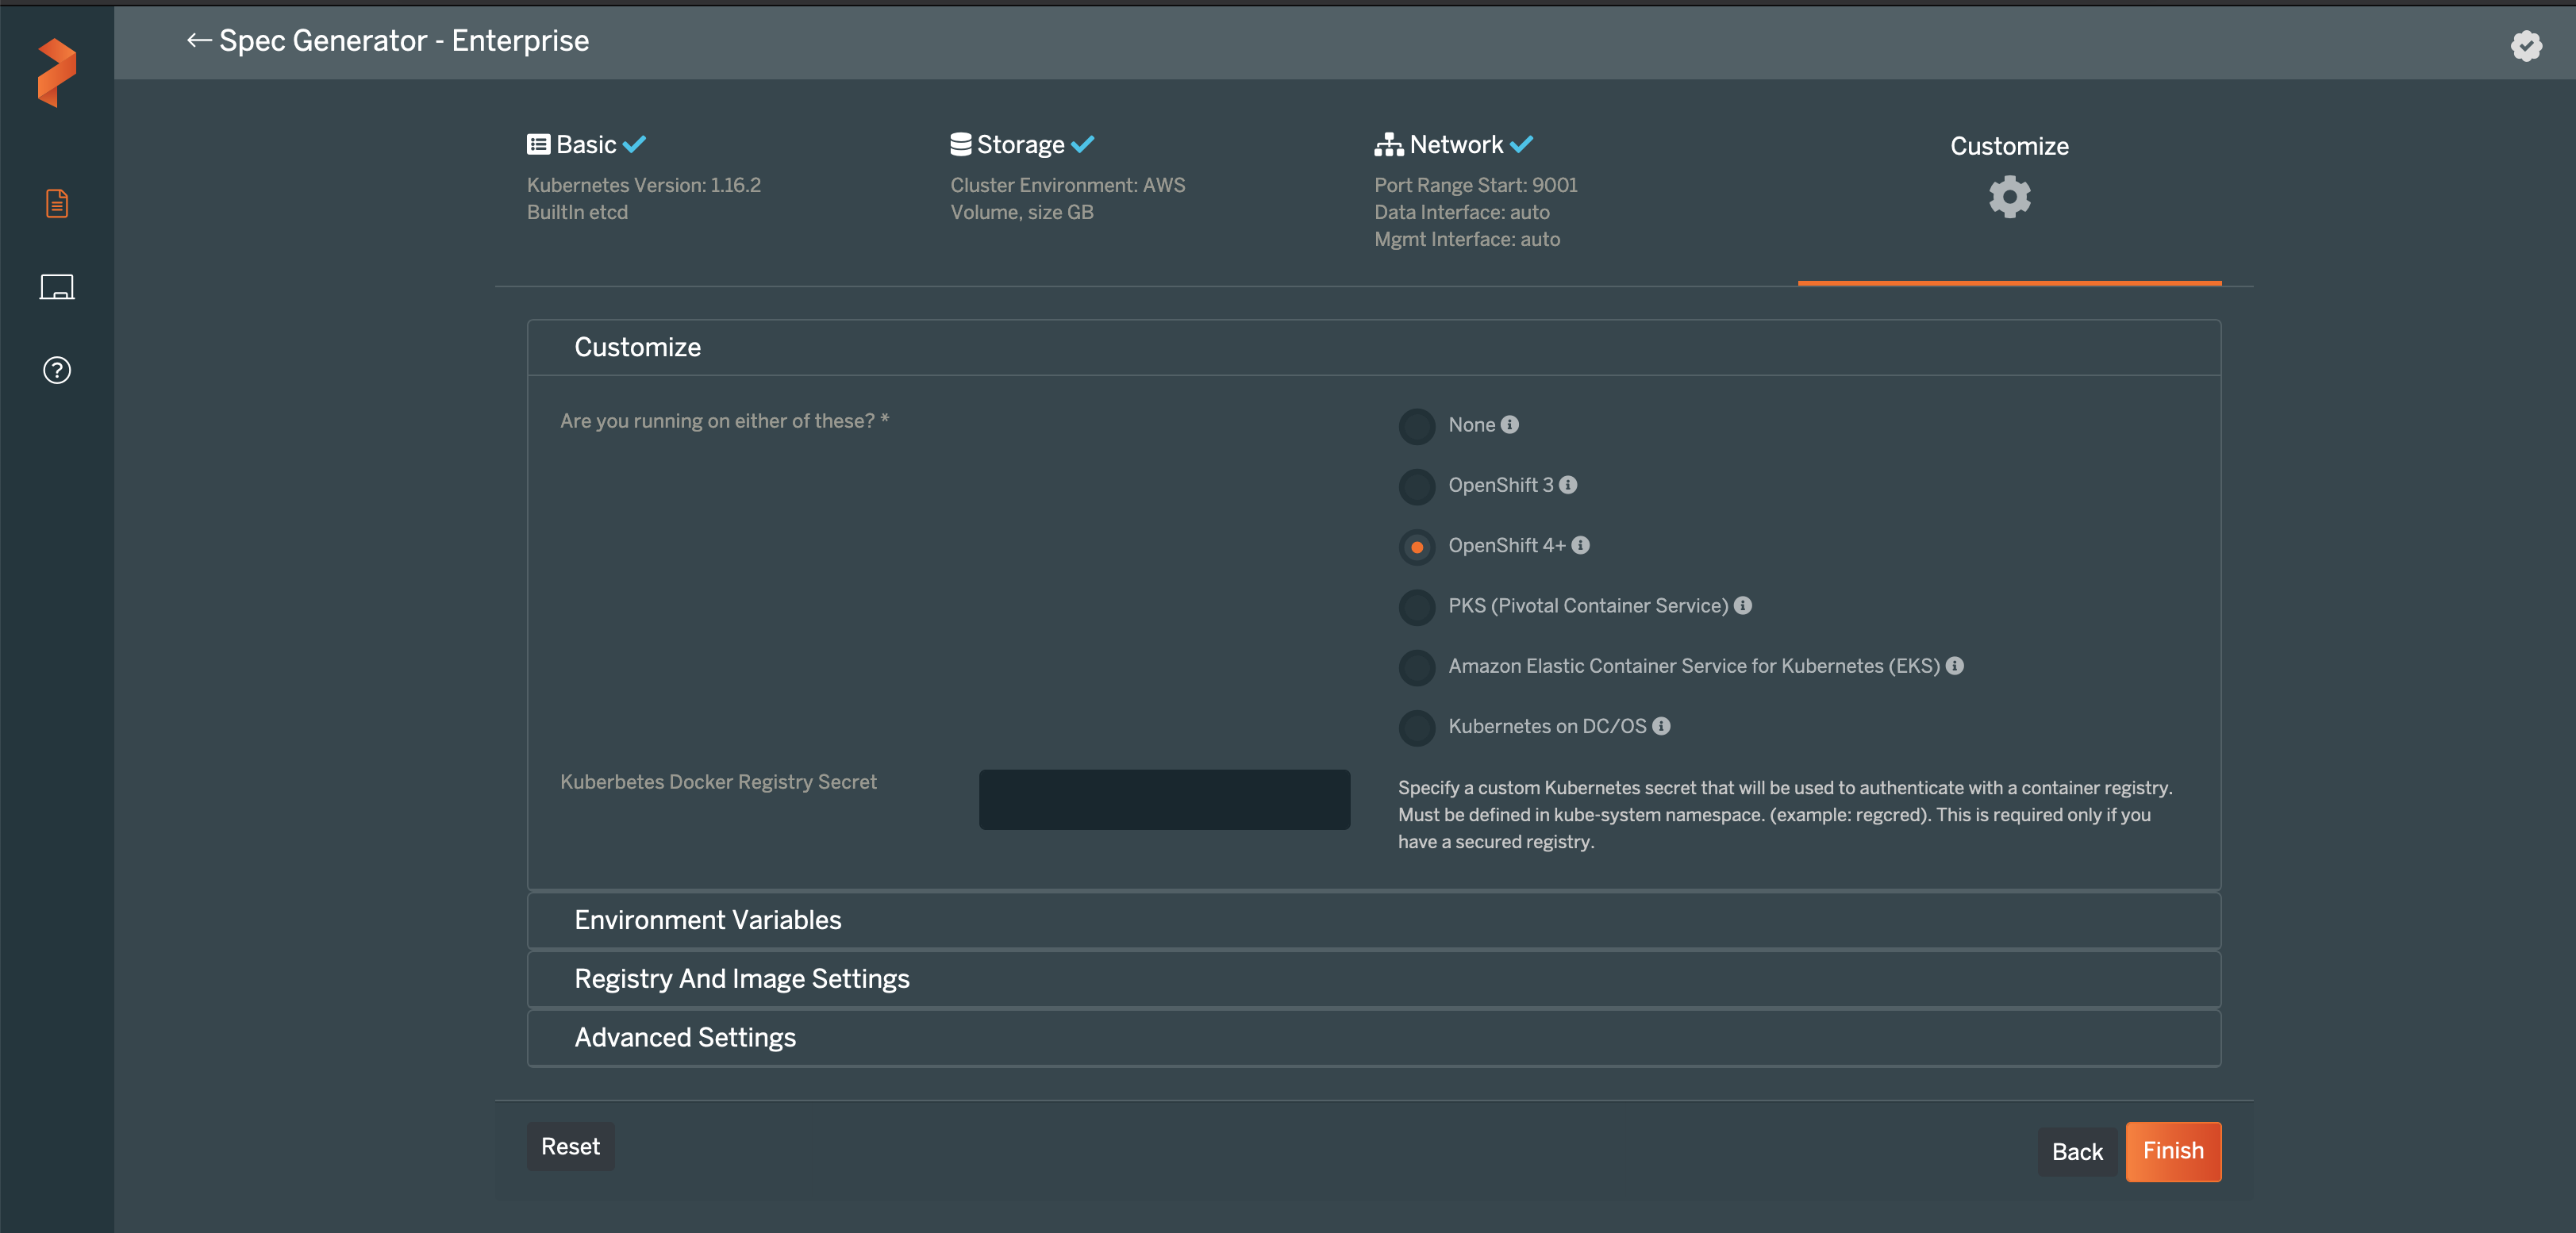 Spec Generator - Enterprise
Basic
Kubernetes Version: 1.16.2
BuiltIn etcd
Storage
Cluster Environment: AWS
Volume, size GB
Network
Port Range Start: 9001
Data Interface: auto
Mgmt Interface: auto
Customize
Customize
Are you running on either of these? *
None
OpenShift 3
OpenShift 4+
PKS (Pivotal Container Service)
Amazon Elastic Container Service for Kubernetes (EKS)
Kubernetes on DC/OS
Kuberbetes Docker Registry Secret
Specify a custom Kubernetes secret that will be used to authenticate with a container registry.
Must be defined in kube-system namespace. (example: regcred). This is required only if you
have a secured registry.
Environment Variables
Registry And Image Settings
Advanced Settings
Reset
Back
Finish